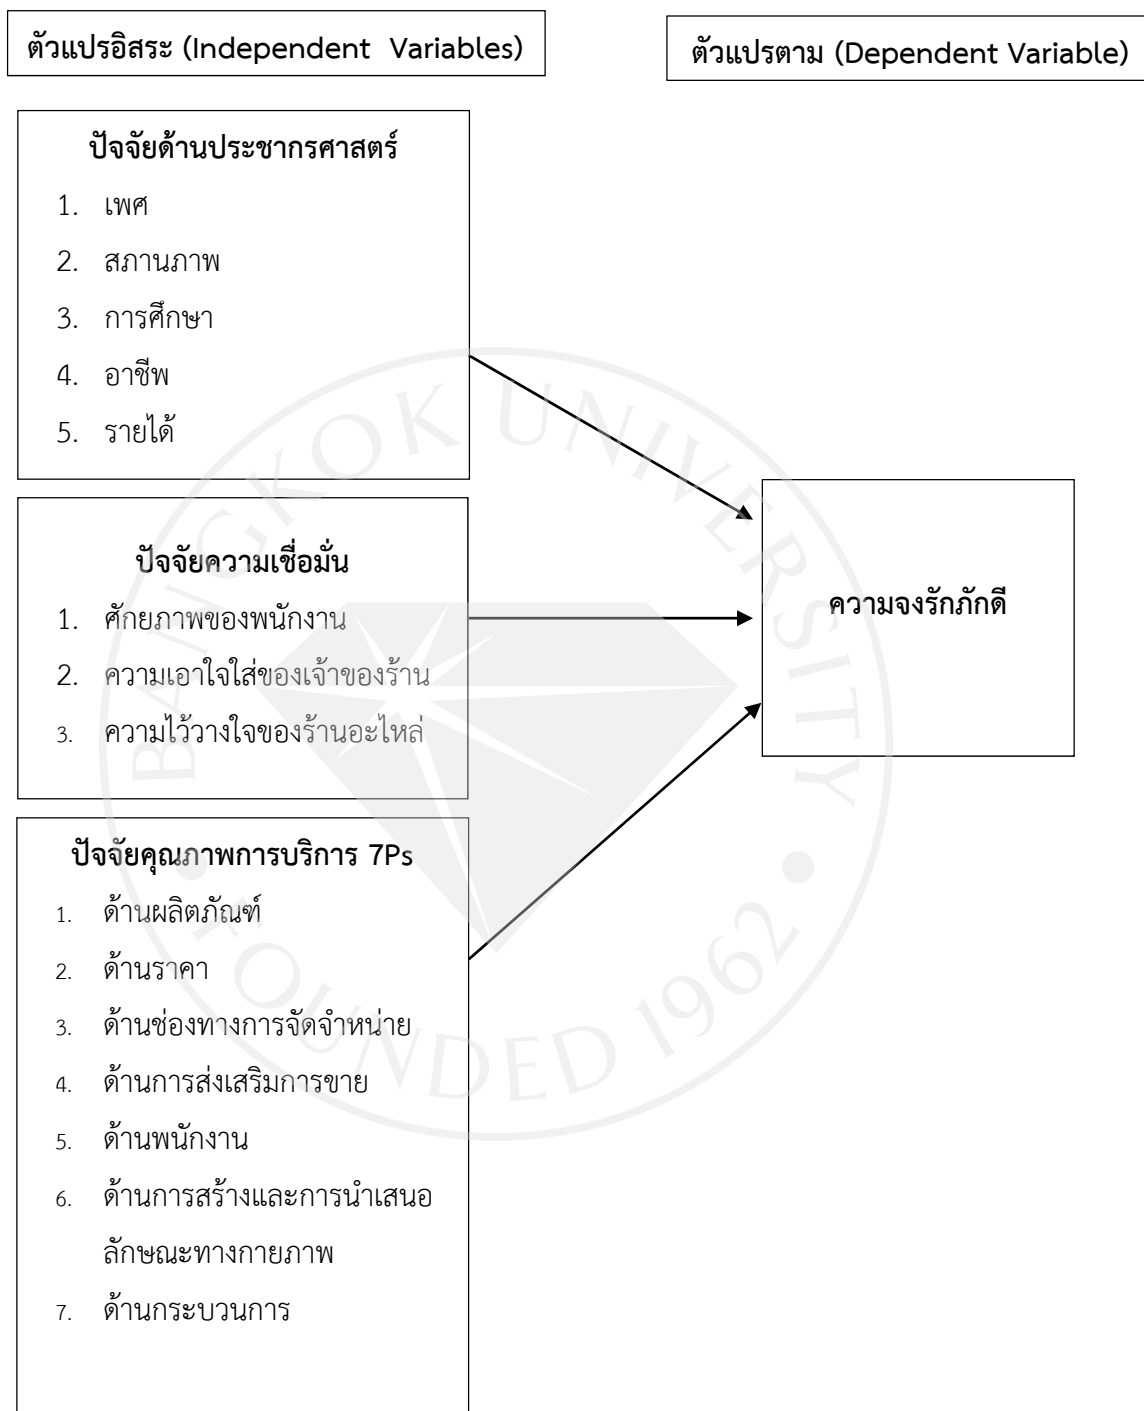 ตัวแปรอิสระ (Independent Variables)
ตัวแปรตาม (Dependent Variable)
ปัจจัยด้านประชากรศาสตร์
1. เพศ
2. สภานภาพ
3. การศึกษา
4. อาชีพ
5. รายได้
ปัจจัยความเชื่อมั่น
1. ศักยภาพของพนักงาน
2. ความเอาใจใส่ของเจ้าของร้าน
3. ความไว้วางใจของร้านอะไหล่
ความจงรักภักดี
ปัจจัยคุณภาพการบริการ 7Ps
1. ด้านผลิตภัณฑ์
2. ด้านราคา
3. ด้านช่องทางการจัดจำหน่าย
4. ด้านการส่งเสริมการขาย
5. ด้านพนักงาน
6. ด้านการสร้างและการนำเสนอ
ลักษณะทางกายภาพ
7. ด้านกระบวนการ
BANGKOK UNIVERSITY
FOUNDED 1962